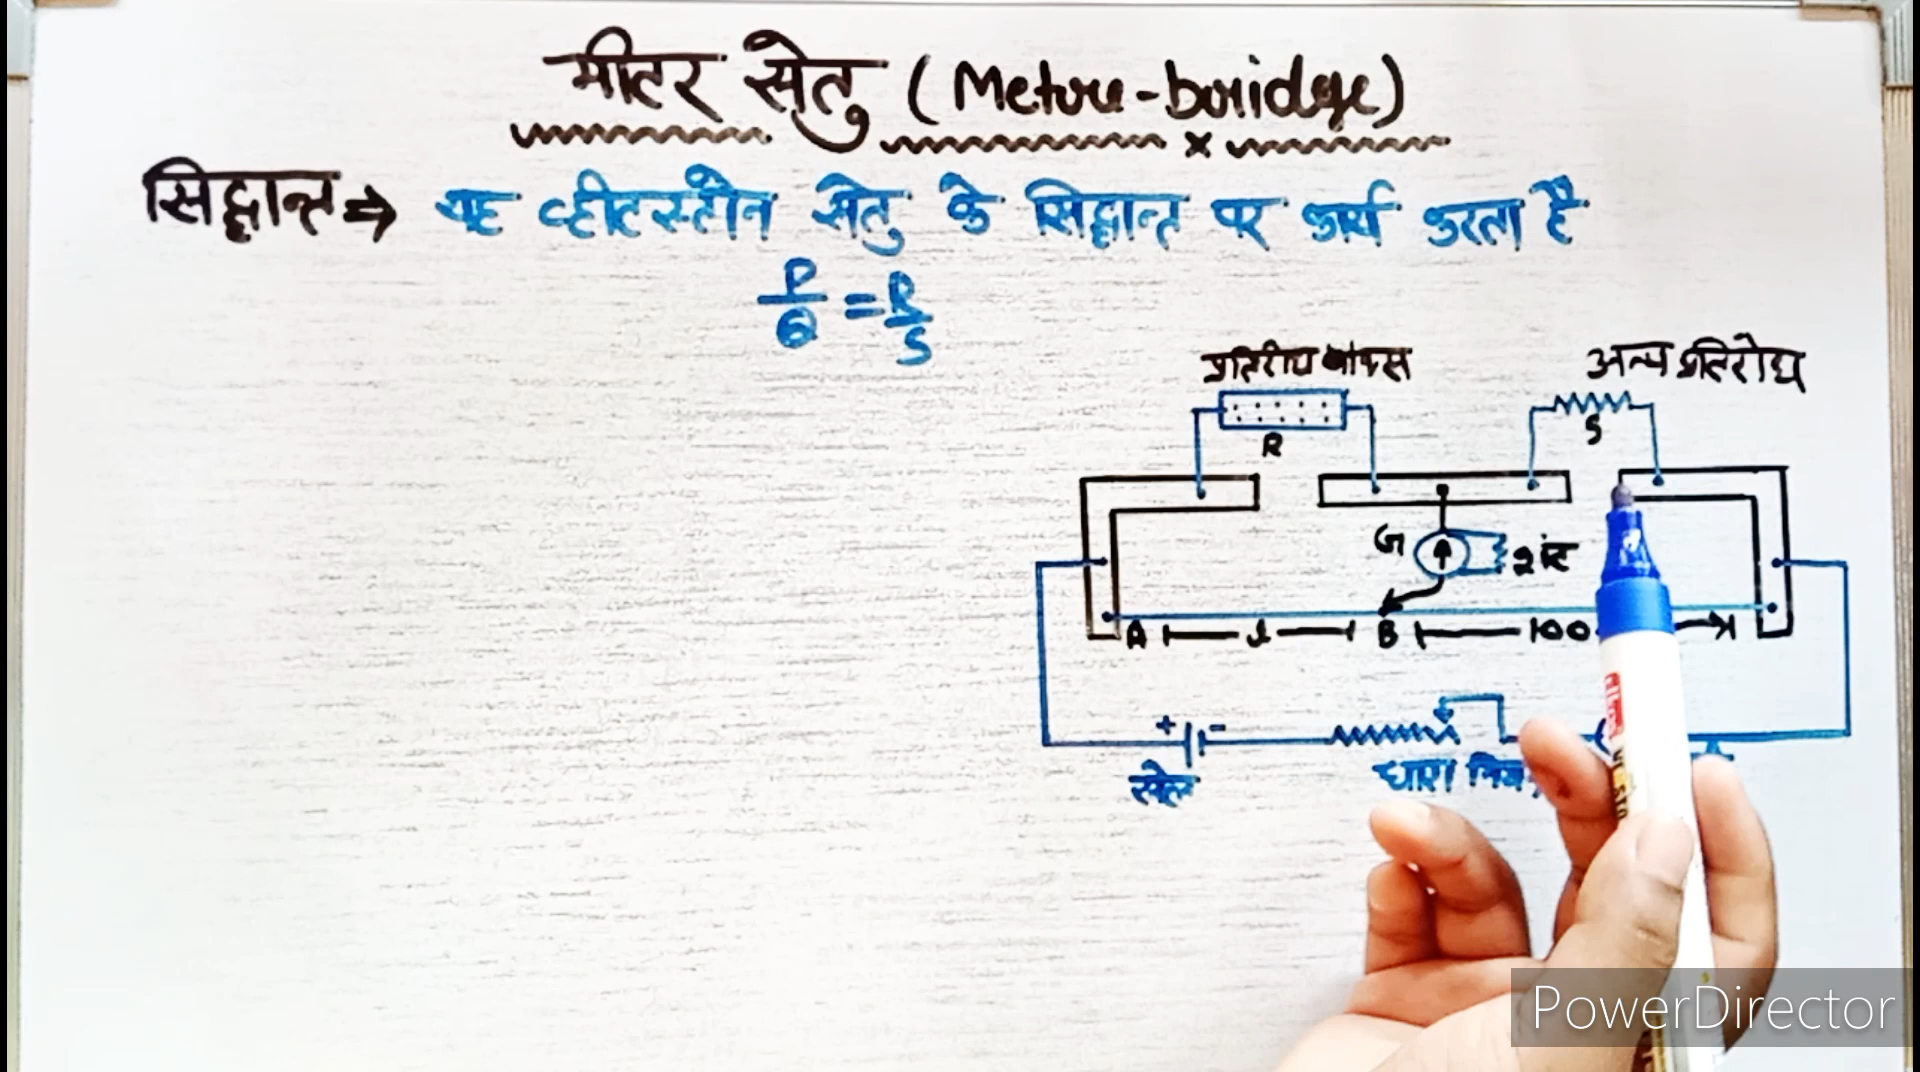 मीटर सेतु (Metre-bridge)
सिद्धान्त ⇒ यह व्हीटस्टोन सेतु के सिद्धान्त पर कार्य करता है
P/Q = R/S
प्रतिरोध बॉक्स
अन्य प्रतिरोध
R
S
G
शंट
A
l
B
100
+ -
सेल
धारा
PowerDirector